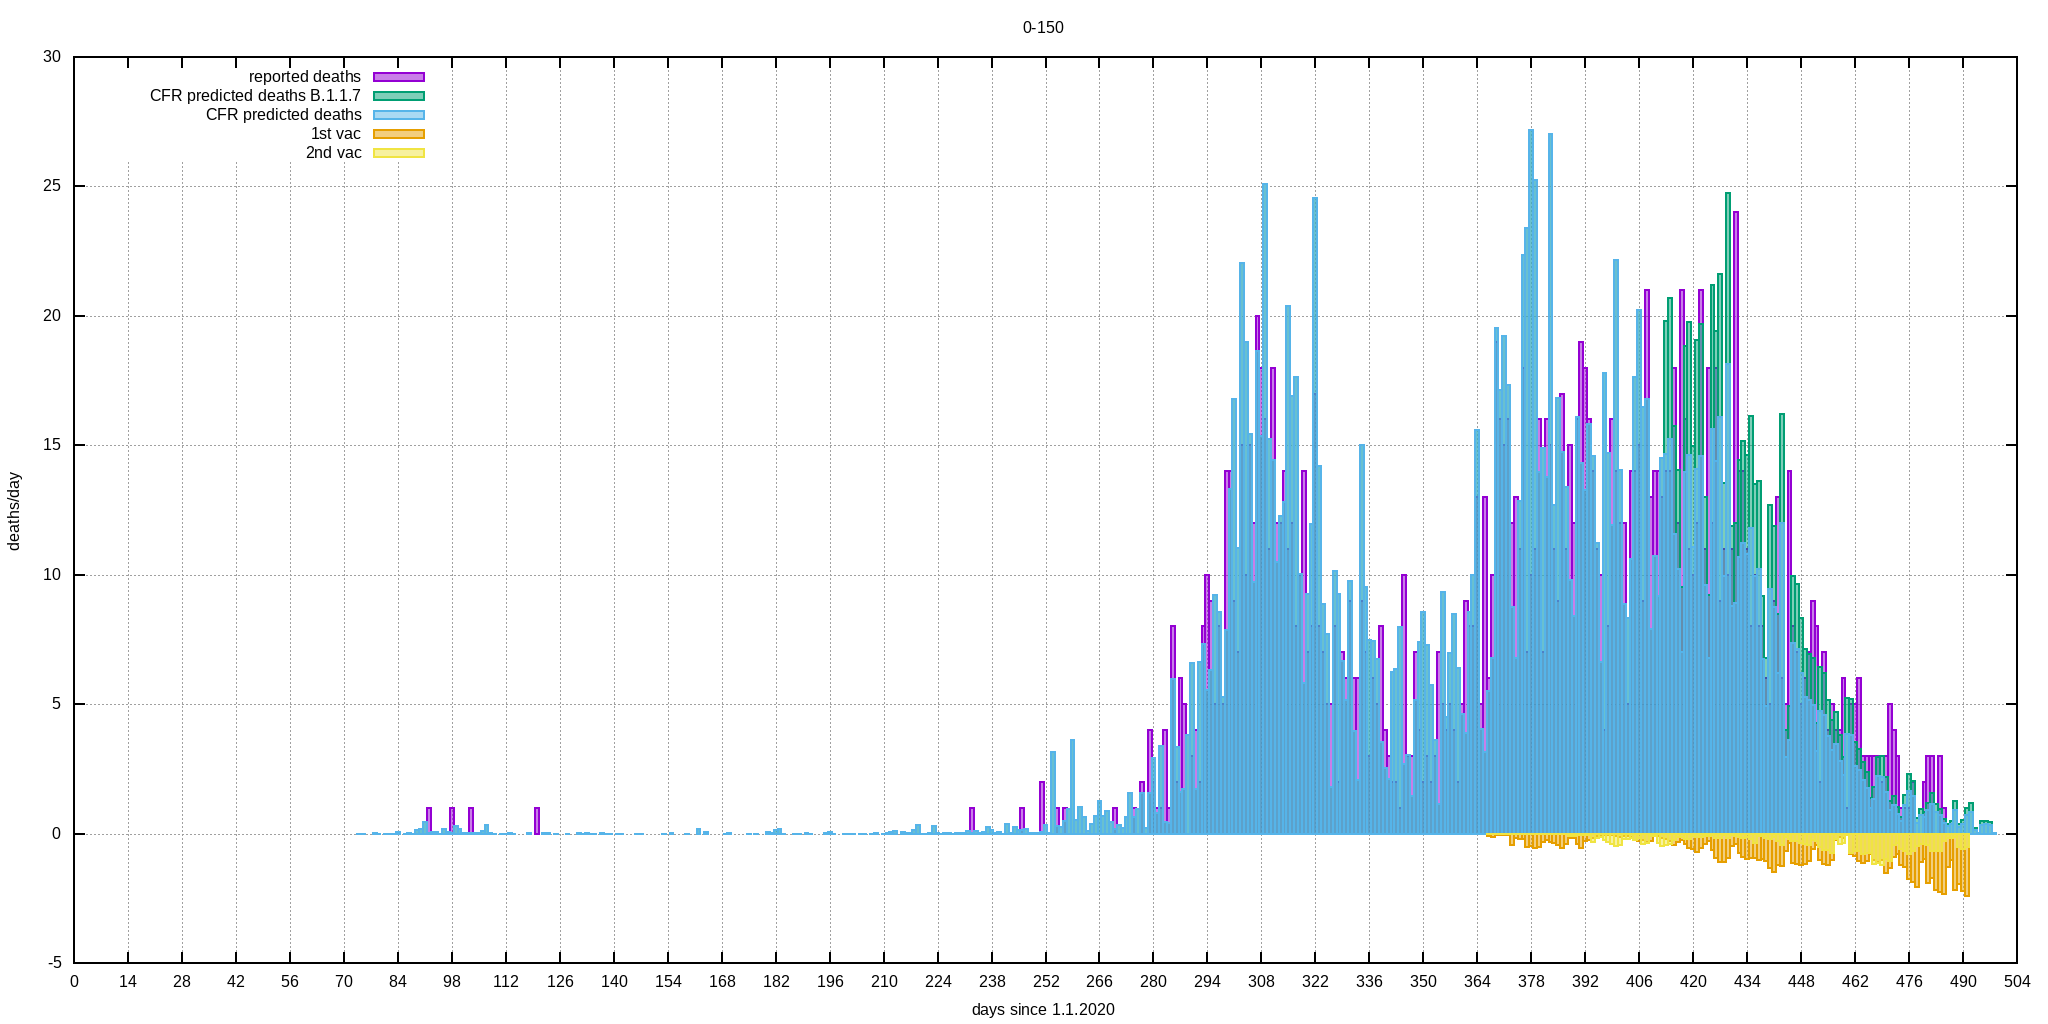 0-150
30
25
20
15
10
5
0
-5
deaths/day
reported deaths
CFR predicted deaths B.1.1.7
CFR predicted deaths
1st vac
2nd vac
0 14 28 42 56 70 84 98 112 126 140 154 168 182 196 210 224 238 252 266 280 294 308 322 336 350 364 378 392 406 420 434 448 462 476 490 504
days since 1.1.2020